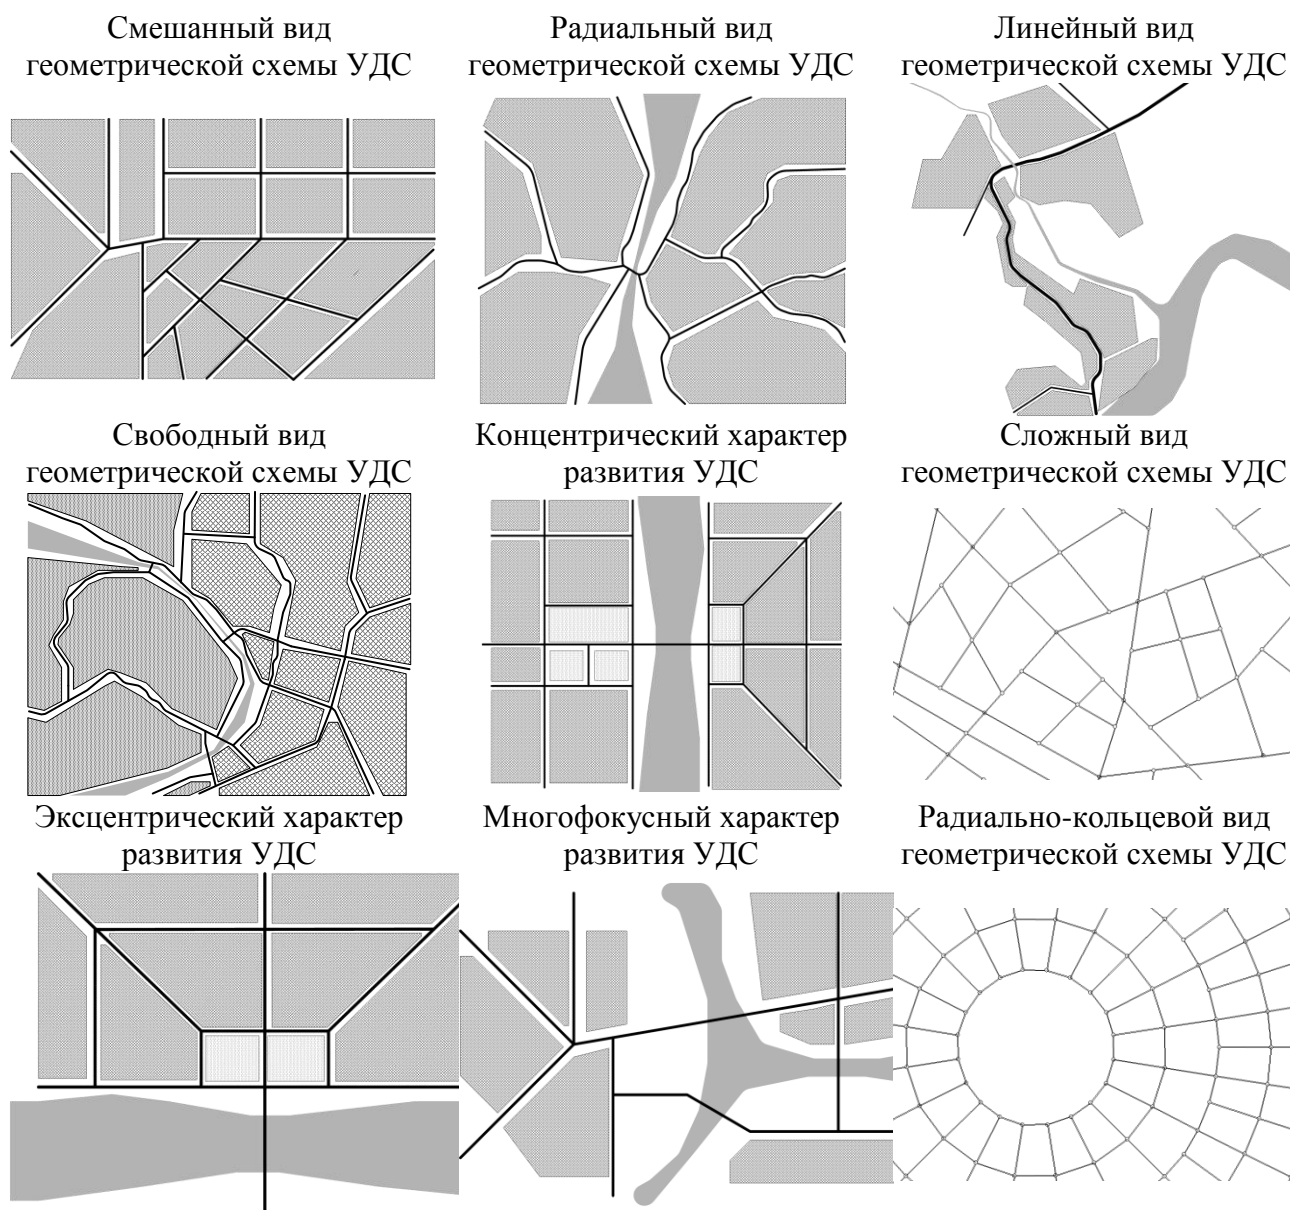 Смешанный вид
геометрической схемы УДС
Радиальный вид
геометрической схемы УДС
Линейный вид
геометрической схемы УДС
Свободный вид
геометрической схемы УДС
Концентрический характер
развития УДС
Сложный вид
геометрической схемы УДС
Эксцентрический характер
развития УДС
Многофокусный характер
развития УДС
Радиально-кольцевой вид
геометрической схемы УДС